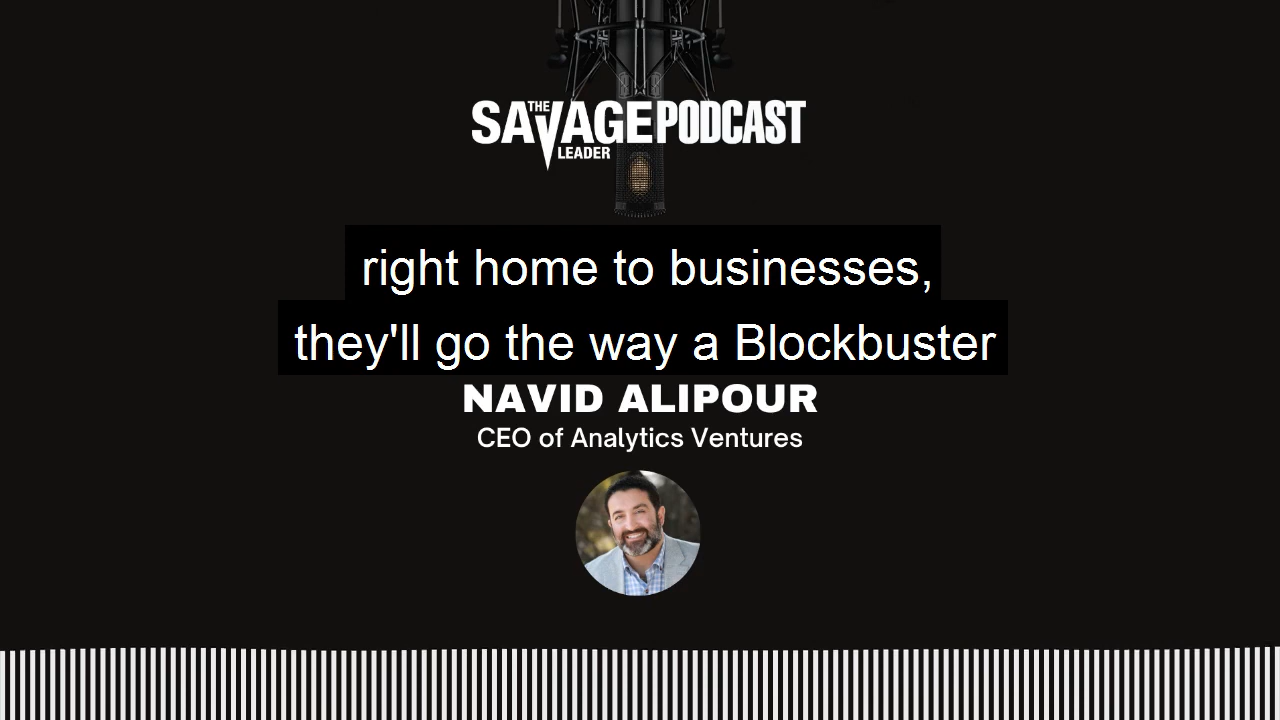 THE SAVAGE LEADER PODCAST
right home to businesses,
they'll go the way a Blockbuster
NAVID ALIPOUR
CEO of Analytics Ventures